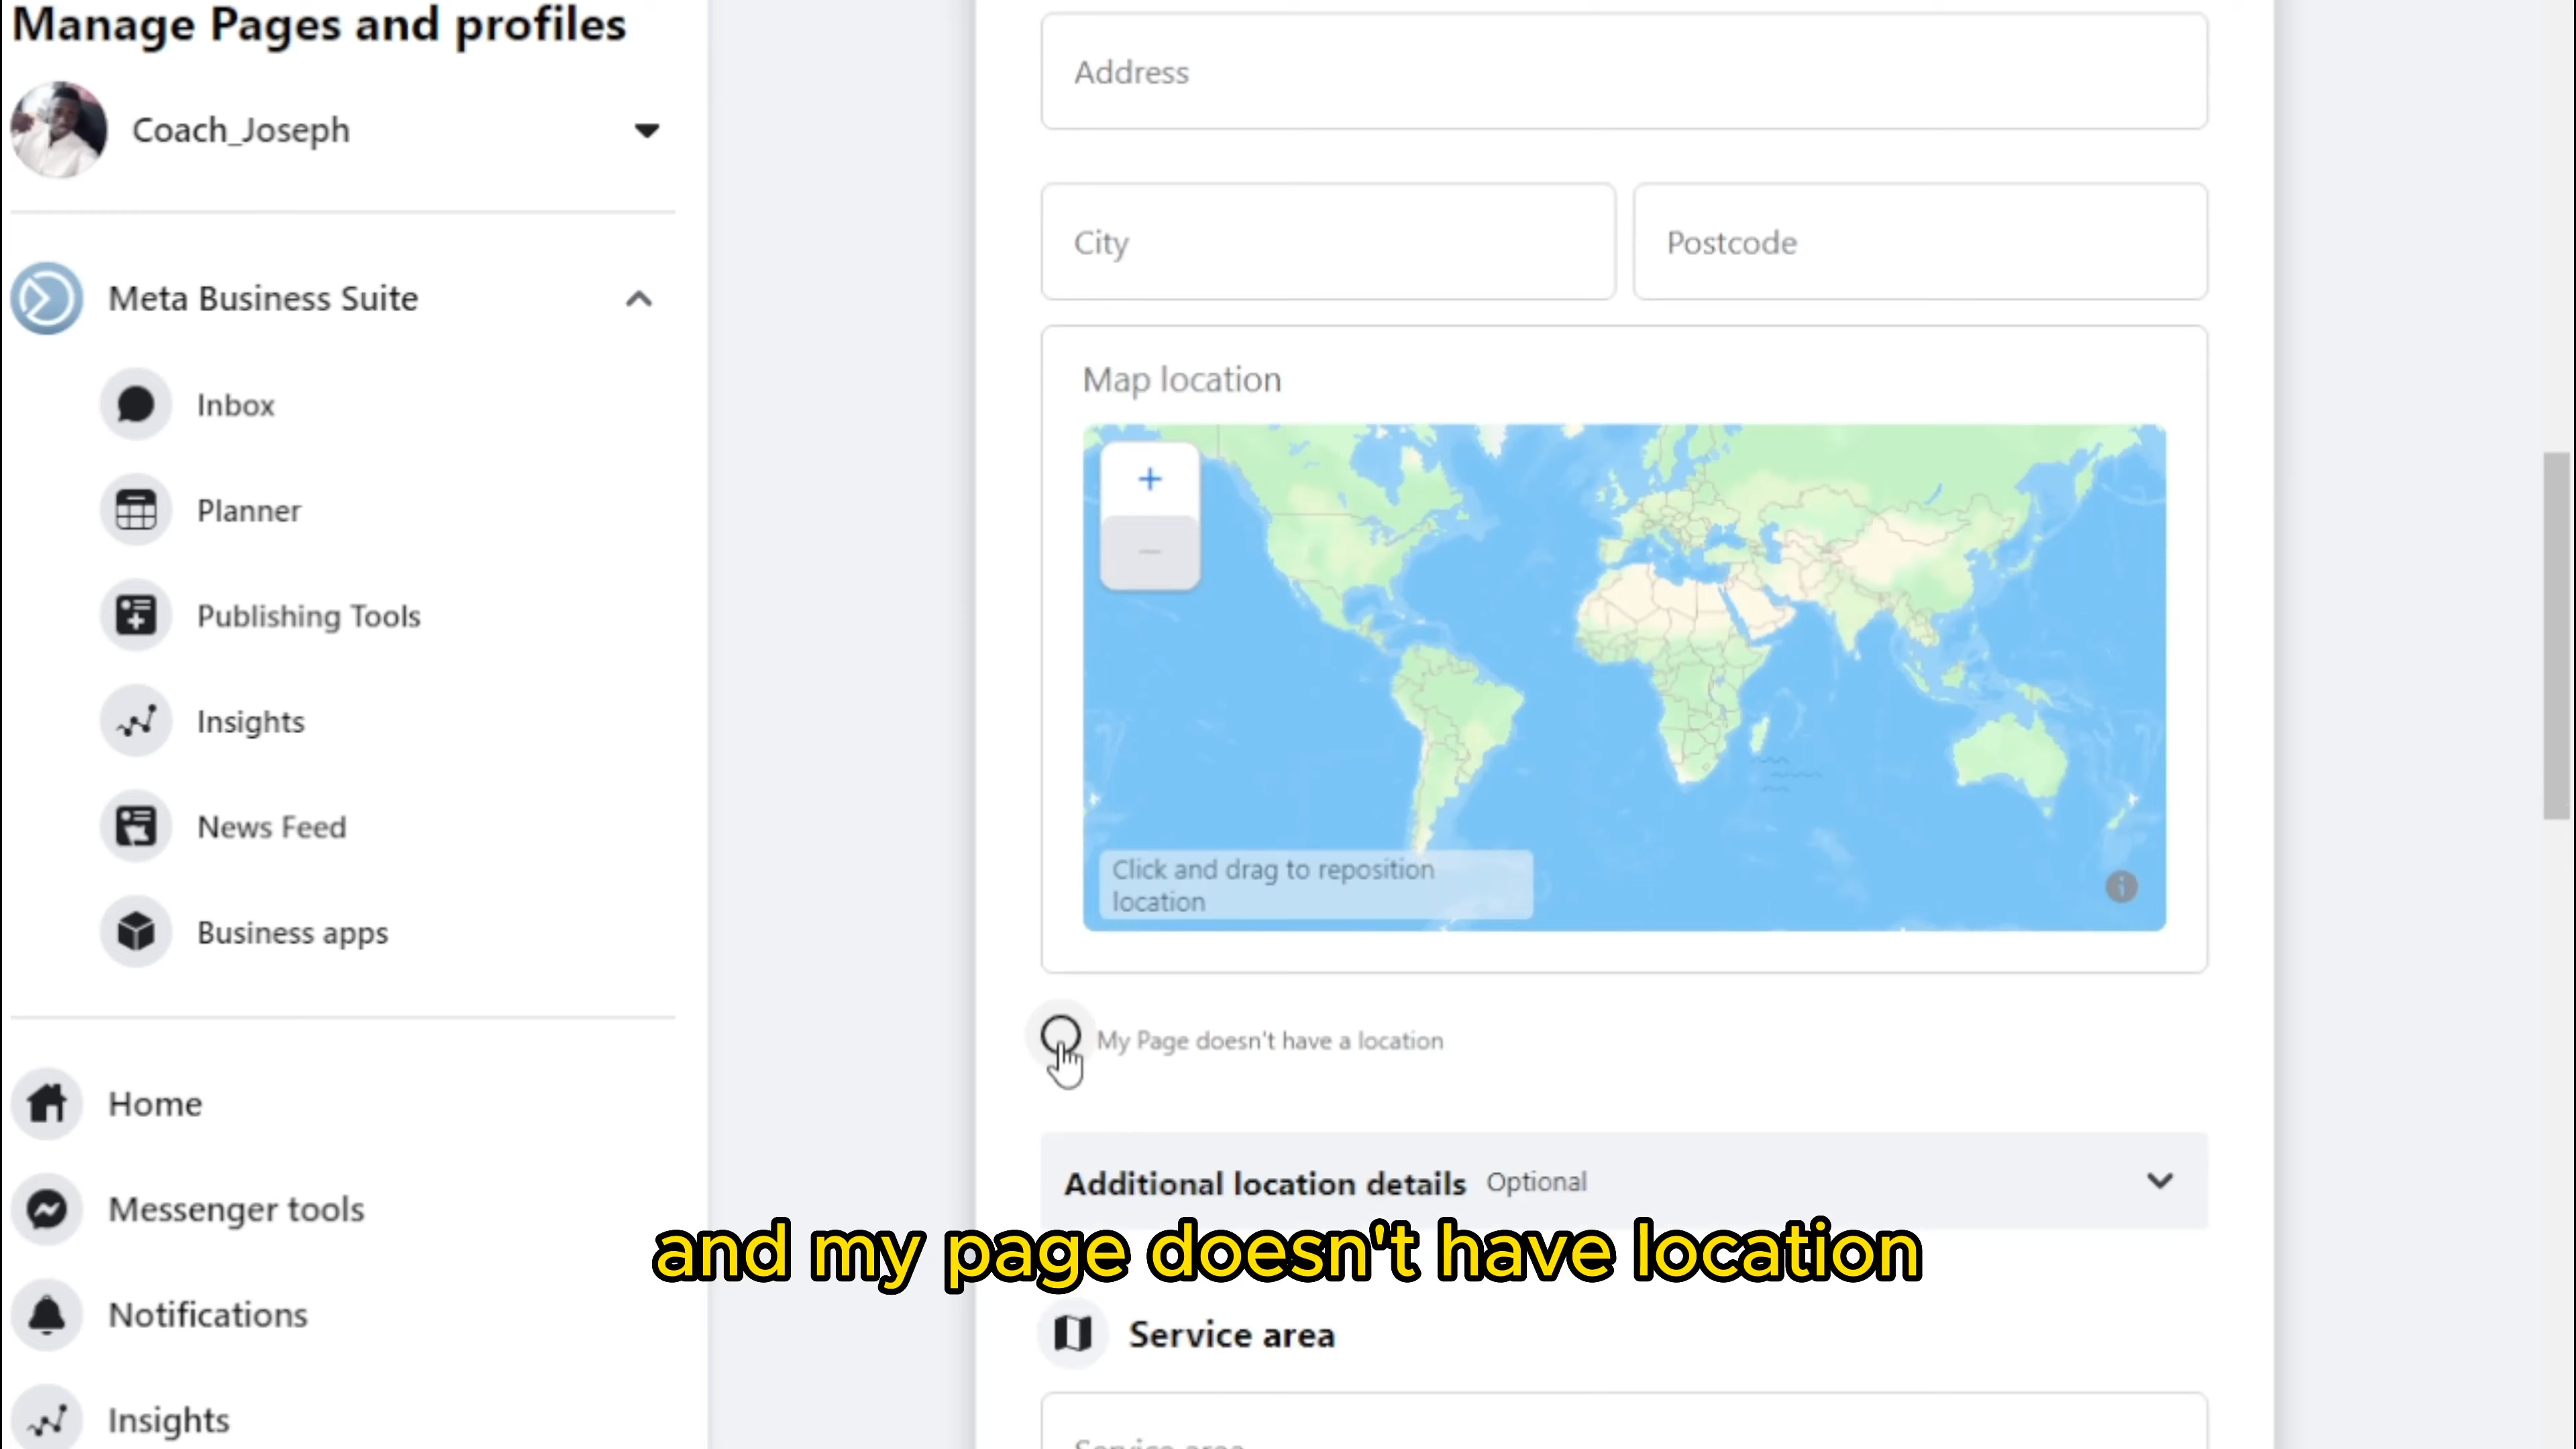 Manage Pages and profiles
Coach_Joseph
Meta Business Suite
Inbox
Planner
Publishing Tools
Insights
News Feed
Business apps
Home
Messenger tools
Notifications
Insights
Address
City
Postcode
Map location
Click and drag to reposition
location
My Page doesn't have a location
Additional location details Optional
and my page doesn't have location
Service area
Service area